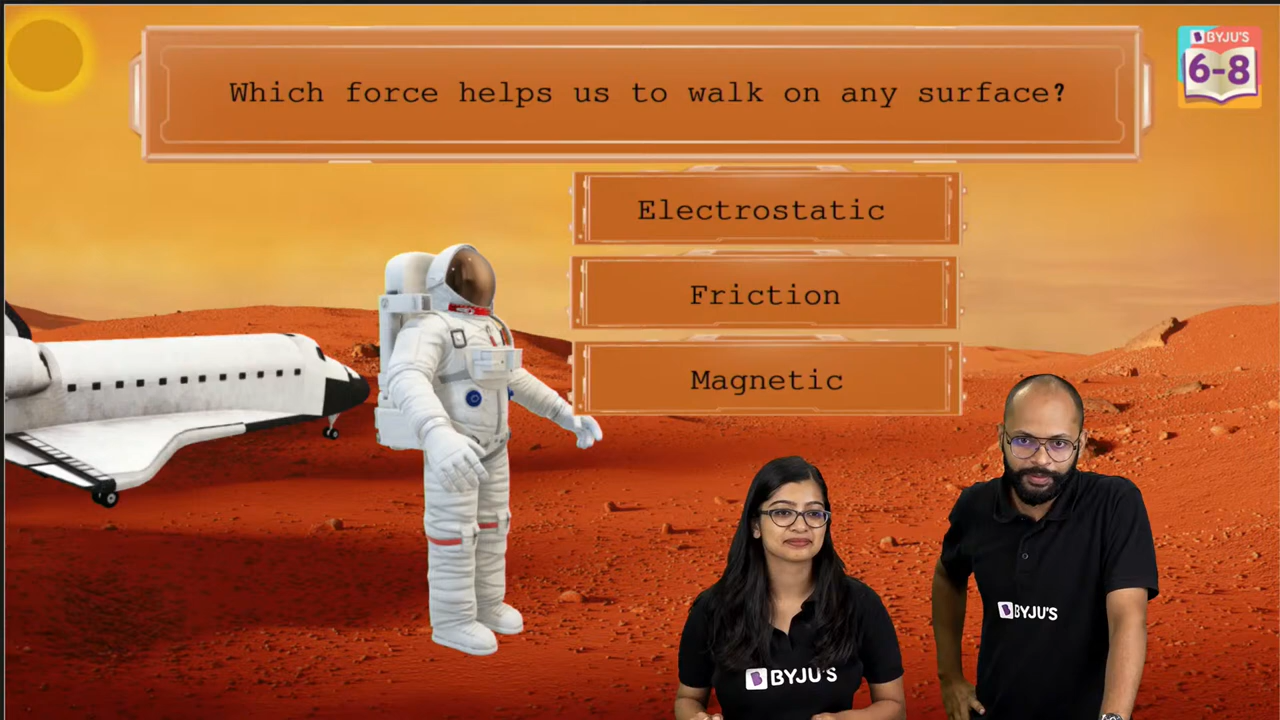 Which force helps us to walk on any surface?
BYJU'S
6-8
Electrostatic
Friction
Magnetic
BYJU'S
BYJU'S